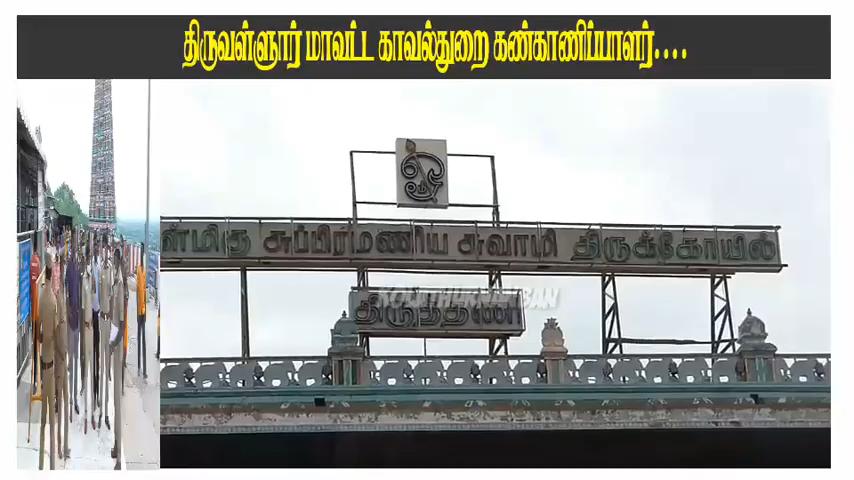 திருவள்ளூர் மாவட்ட காவல்துறை கண்காணிப்பாளர்....
ஓம்
ள்மிகு சுப்பிரமணிய சுவாமி திருக்கோயில்
திருத்தணி